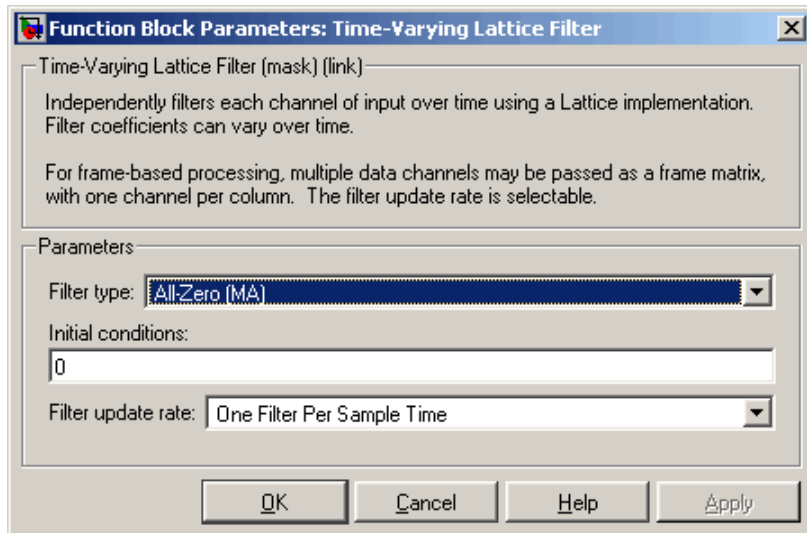 Function Block Parameters: Time-Varying Lattice Filter
Time-Varying Lattice Filter (mask) (link)
Independently filters each channel of input over time using a Lattice implementation.
Filter coefficients can vary over time.
For frame-based processing, multiple data channels may be passed as a frame matrix,
with one channel per column.  The filter update rate is selectable.
Parameters
Filter type: All-Zero (MA)
Initial conditions:
0
Filter update rate: One Filter Per Sample Time
OK Cancel Help Apply